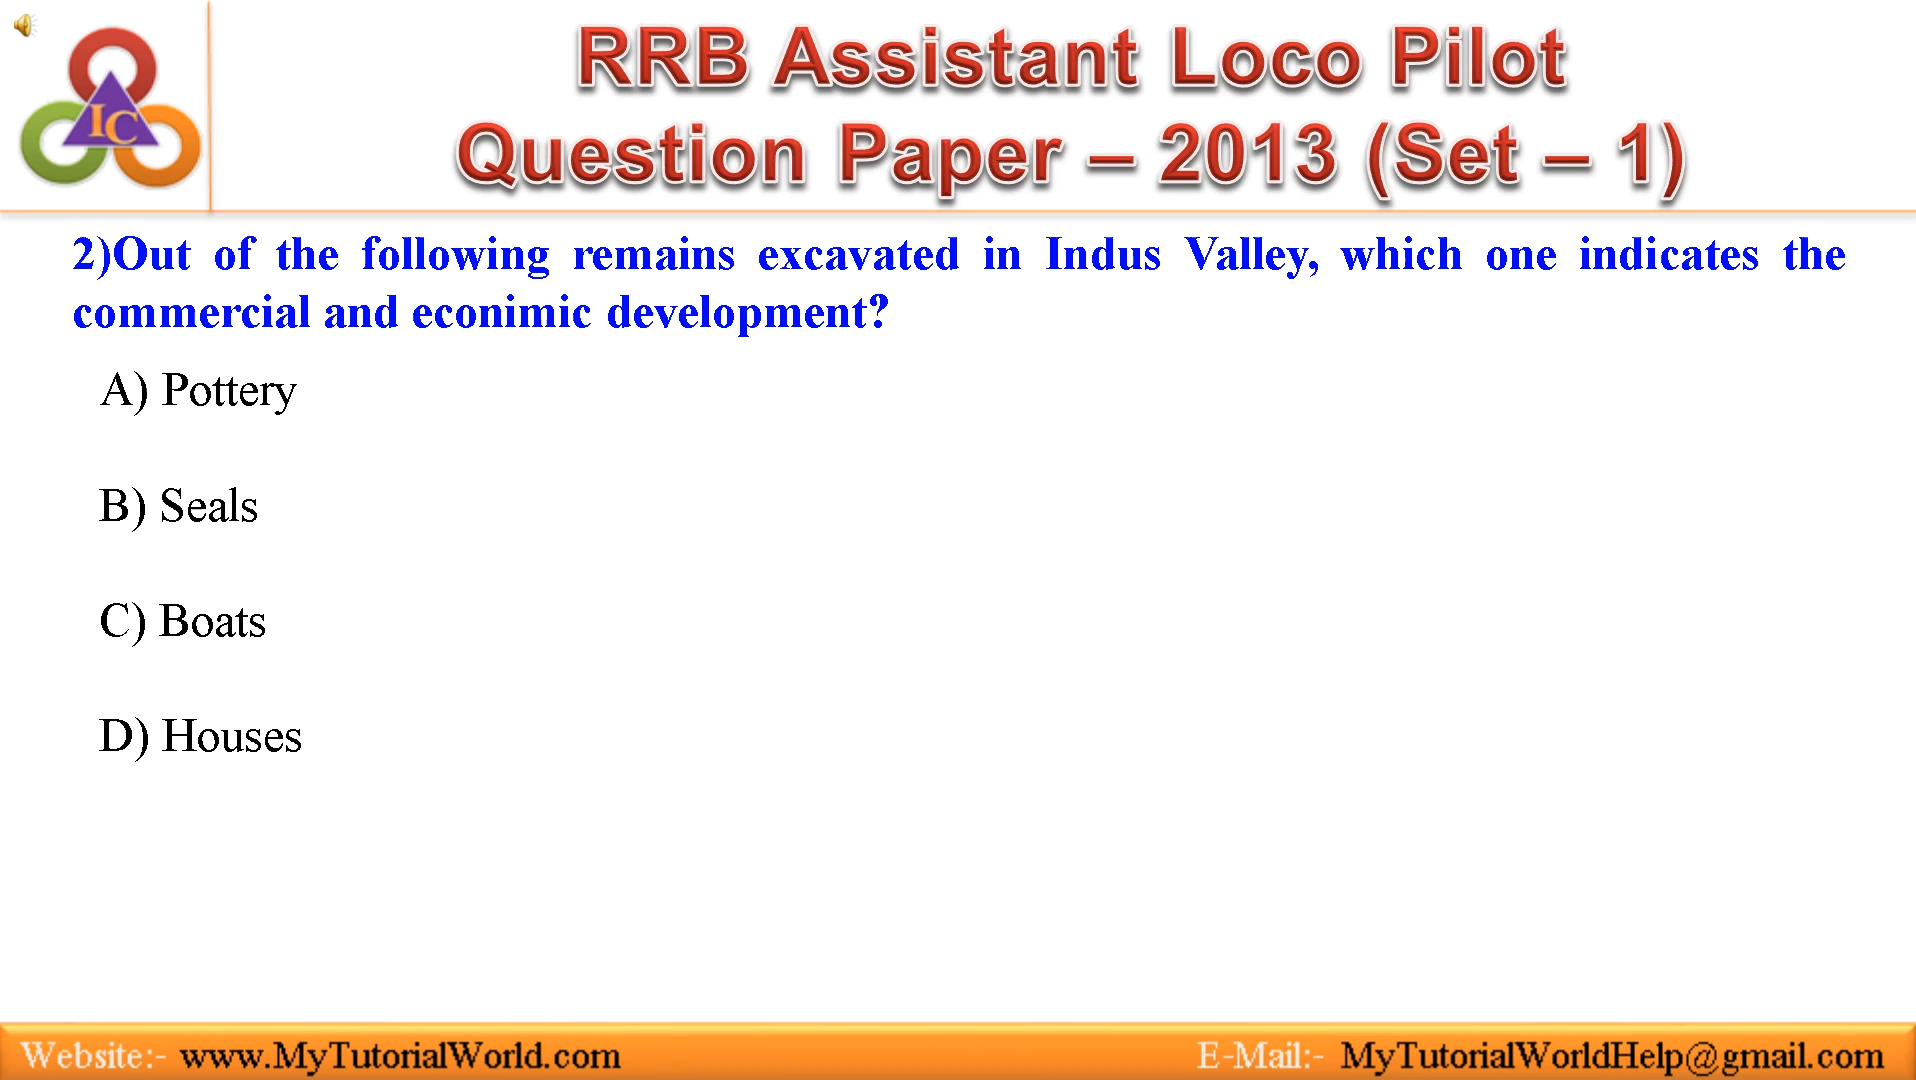 IC
RRB Assistant Loco Pilot
Question Paper – 2013 (Set – 1)
2)Out of the following remains excavated in Indus Valley, which one indicates the
commercial and econimic development?
A) Pottery
B) Seals
C) Boats
D) Houses
Website:- www.MyTutorialWorld.com E-Mail:- MyTutorialWorldHelp@gmail.com